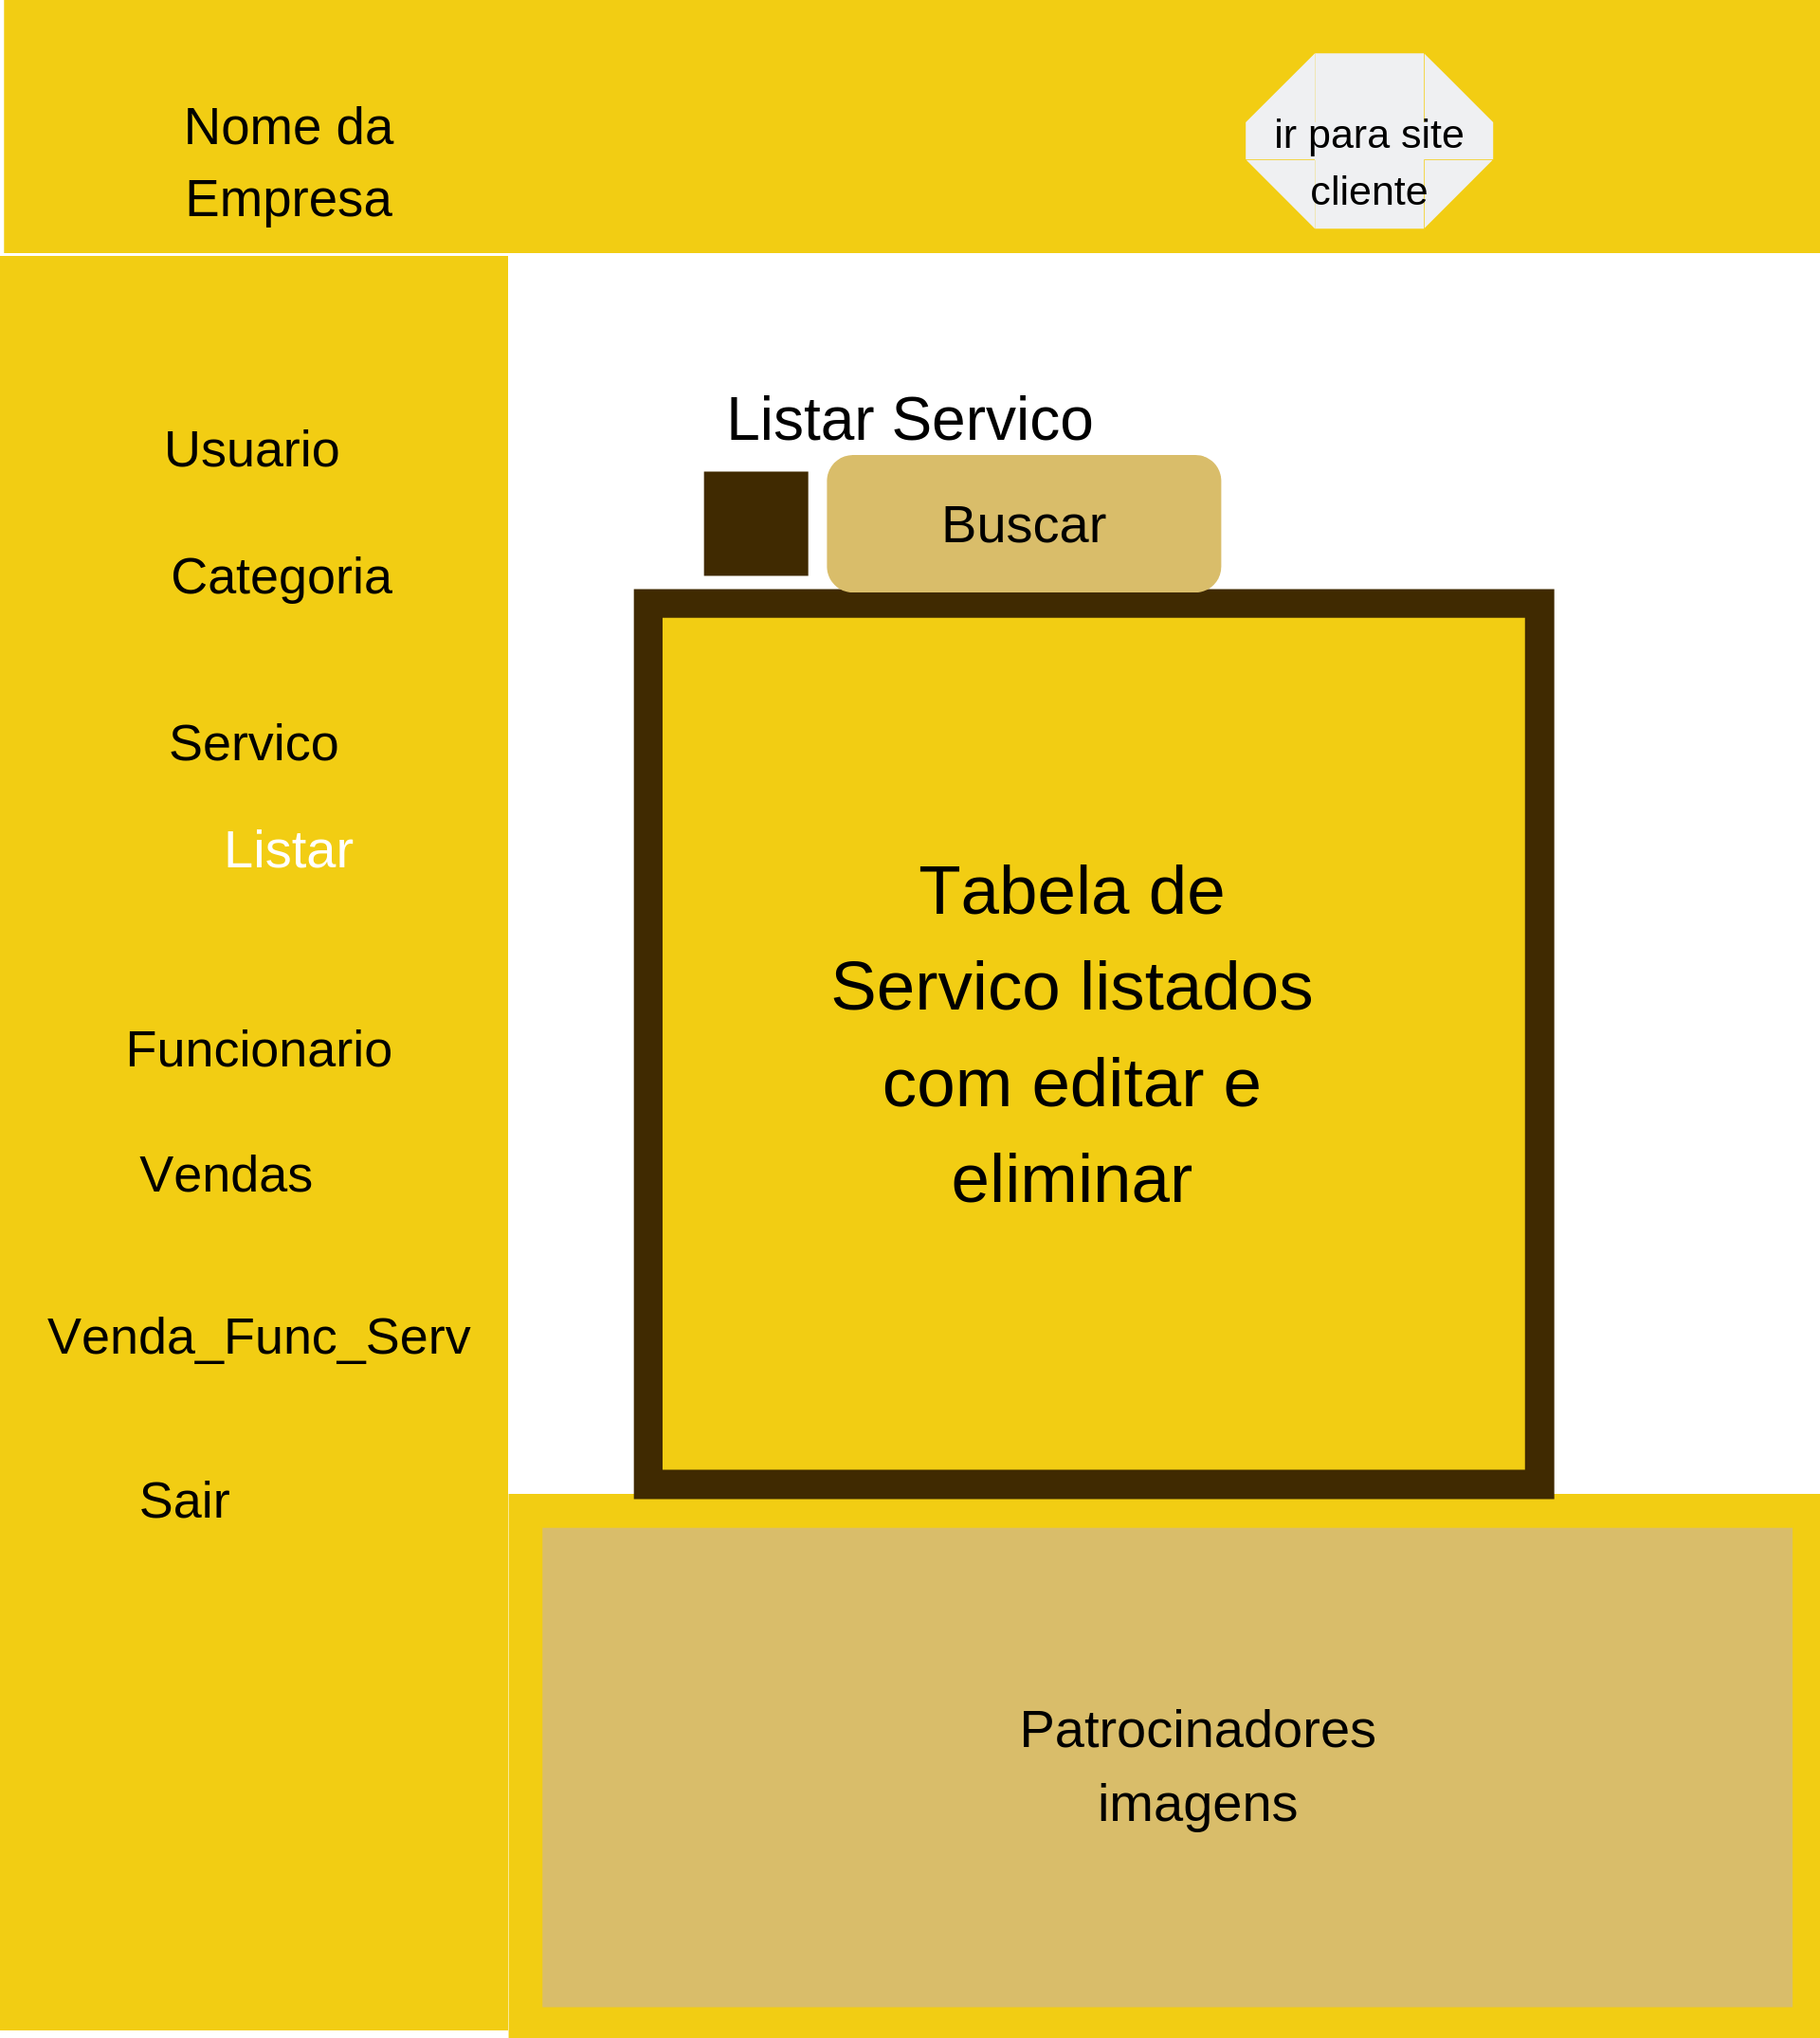 Nome da
Empresa
ir para site
cliente
Usuario
Categoria
Servico
Listar
Funcionario
Vendas
Venda_Func_Serv
Sair
Listar Servico
Buscar
Tabela de
Servico listados
com editar e
eliminar
Patrocinadores
imagens